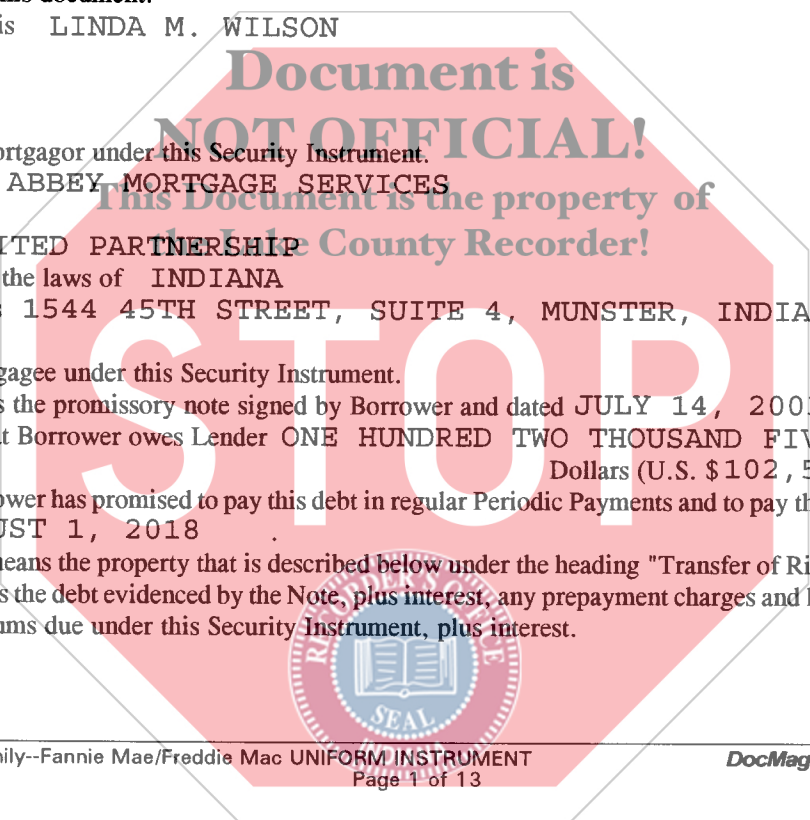 this document.
is LINDA M. WILSON
Document is
NOT OFFICIAL!
ortgagor under this Security Instrument.
ABBEY MORTGAGE SERVICES
This Document is the property of
the Lake County Recorder!
ITED PARTNERSHIP
the laws of INDIANA
1544 45TH STREET, SUITE 4, MUNSTER, INDIA
gagee under this Security Instrument.
s the promissory note signed by Borrower and dated JULY 14, 200
t Borrower owes Lender ONE HUNDRED TWO THOUSAND FIV
Dollars (U.S. $102,5
ower has promised to pay this debt in regular Periodic Payments and to pay th
UST 1, 2018 .
STOP
eans the property that is described below under the heading "Transfer of Ri
s the debt evidenced by the Note, plus interest, any prepayment charges and l
ums due under this Security Instrument, plus interest.
RECORDER'S OFFICE
SEAL
INDIANA
ily--Fannie Mae/Freddie Mac UNIFORM INSTRUMENT
DocMag
Page 1 of 13